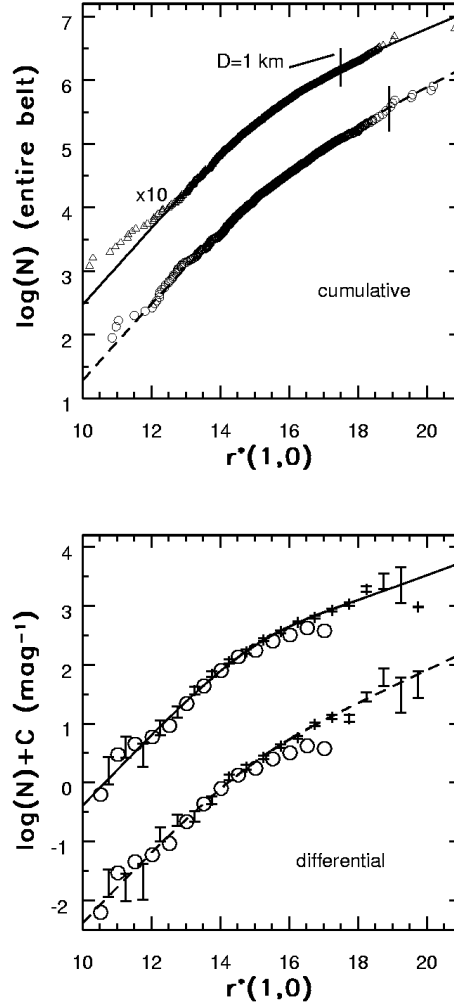 7
6
5
4
3
2
1
log(N) (entire belt)
D=1 km
x10
cumulative
10 12 14 16 18 20
r*(1,0)
4
3
2
1
0
-1
-2
log(N)+C (mag⁻¹)
differential
10 12 14 16 18 20
r*(1,0)